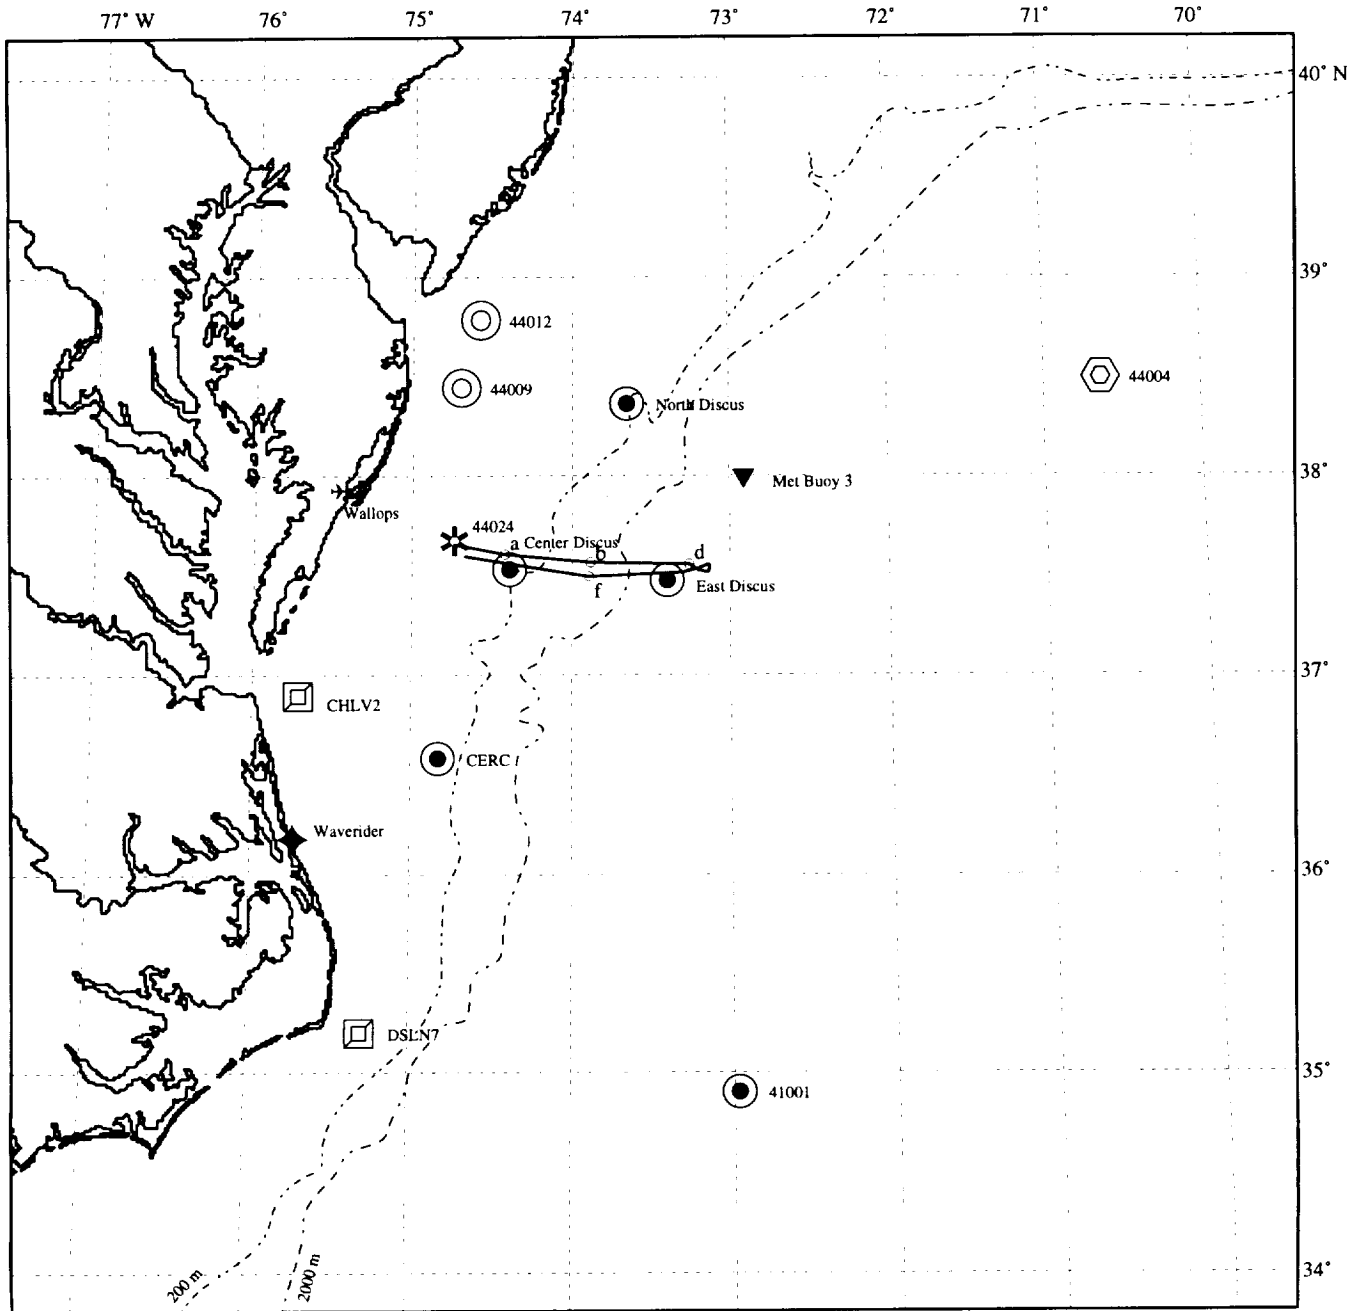 77° W 76° 75° 74° 73° 72° 71° 70°
40° N
39°
44012
44004
44009
North Discus
38°
Met Buoy 3
Wallops
44024
a Center Discus
b
d
East Discus
f
37°
CHLV2
CERC
Waverider
36°
DSLN7
35°
41001
34°
200 m
2000 m